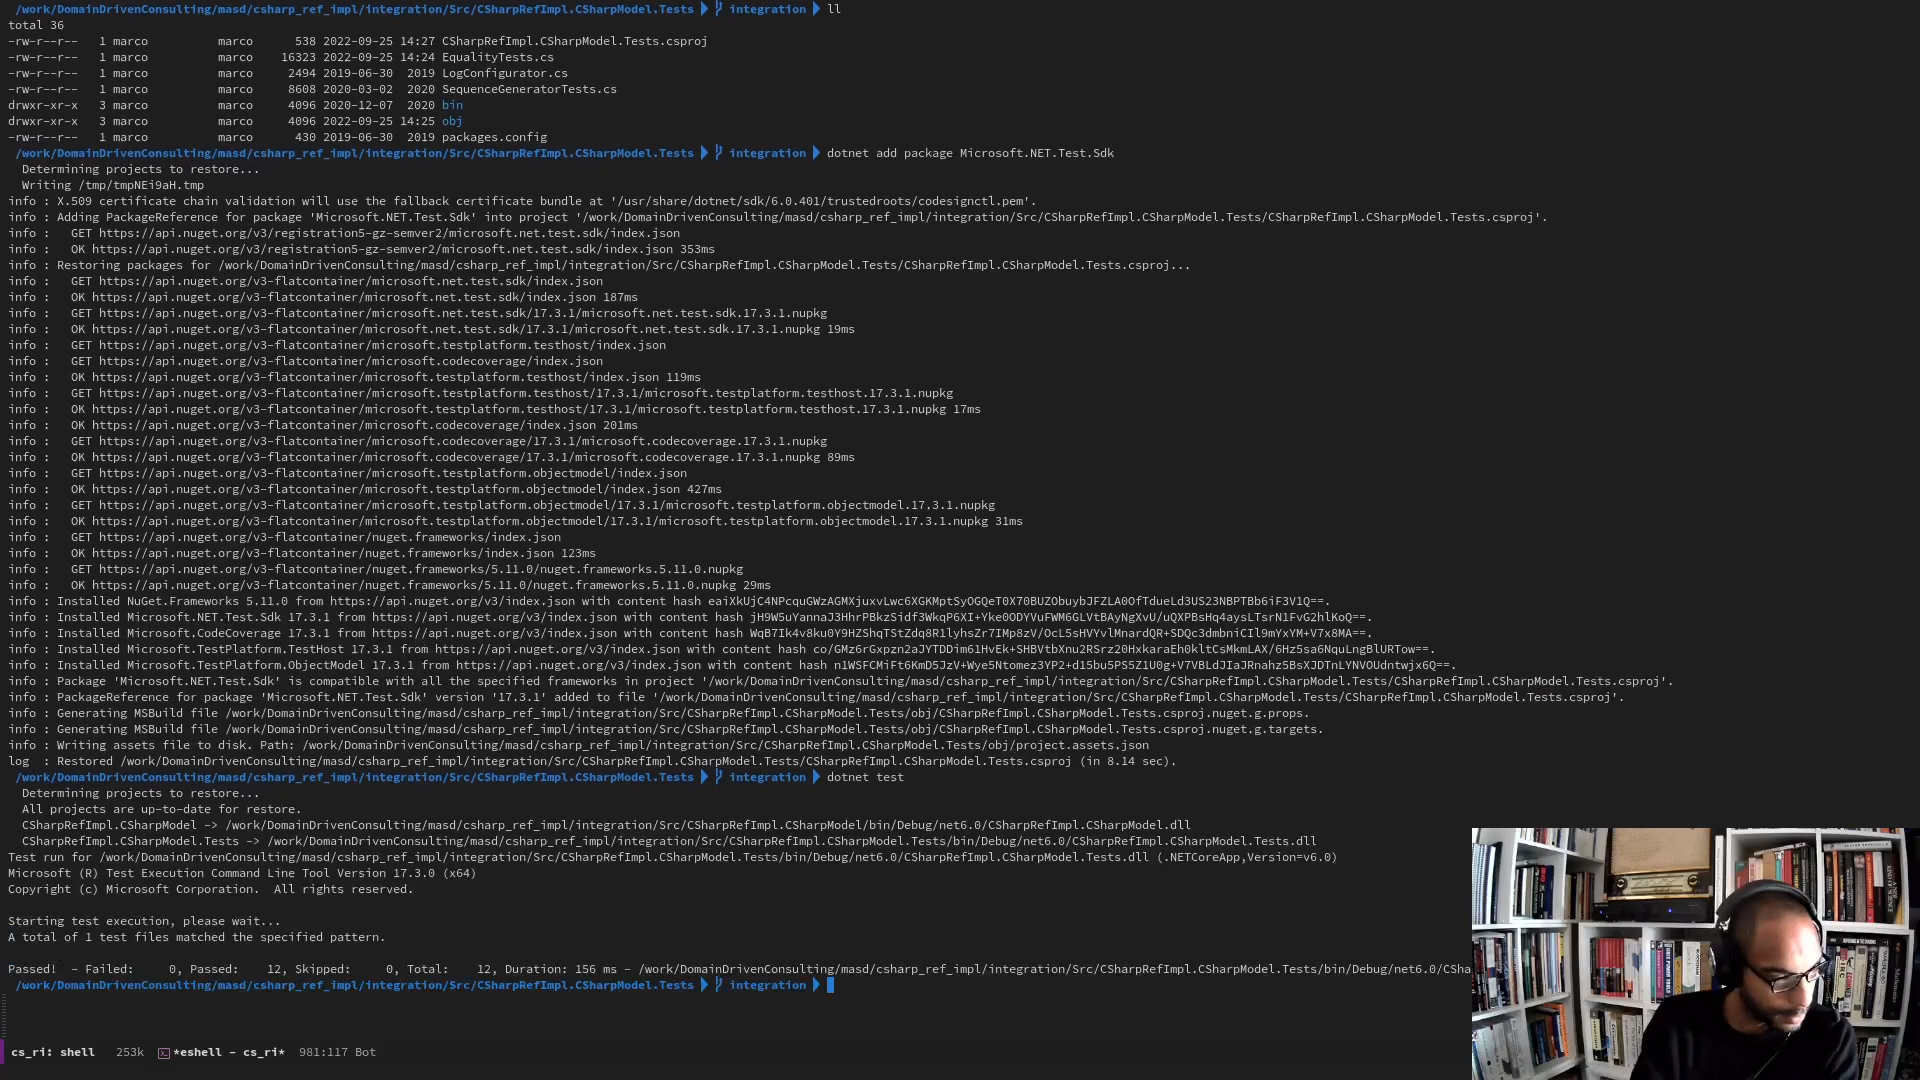 /work/DomainDrivenConsulting/masd/csharp_ref_impl/integration/Src/CSharpRefImpl.CSharpModel.Tests integration ll
total 36
-rw-r--r-- 1 marco marco 538 2022-09-25 14:27 CSharpRefImpl.CSharpModel.Tests.csproj
-rw-r--r-- 1 marco marco 16323 2022-09-25 14:24 EqualityTests.cs
-rw-r--r-- 1 marco marco 2494 2019-06-30 2019 LogConfigurator.cs
-rw-r--r-- 1 marco marco 8608 2020-03-02 2020 SequenceGeneratorTests.cs
drwxr-xr-x 3 marco marco 4096 2020-12-07 2020 bin
drwxr-xr-x 3 marco marco 4096 2022-09-25 14:25 obj
-rw-r--r-- 1 marco marco 430 2019-06-30 2019 packages.config
/work/DomainDrivenConsulting/masd/csharp_ref_impl/integration/Src/CSharpRefImpl.CSharpModel.Tests integration dotnet add package Microsoft.NET.Test.Sdk
Determining projects to restore...
Writing /tmp/tmpNEi9aH.tmp
info : X.509 certificate chain validation will use the fallback certificate bundle at '/usr/share/dotnet/sdk/6.0.401/trustedroots/codesignctl.pem'.
info : Adding PackageReference for package 'Microsoft.NET.Test.Sdk' into project '/work/DomainDrivenConsulting/masd/csharp_ref_impl/integration/Src/CSharpRefImpl.CSharpModel.Tests/CSharpRefImpl.CSharpModel.Tests.csproj'.
info : GET https://api.nuget.org/v3/registration5-gz-semver2/microsoft.net.test.sdk/index.json
info : OK https://api.nuget.org/v3/registration5-gz-semver2/microsoft.net.test.sdk/index.json 353ms
info : Restoring packages for /work/DomainDrivenConsulting/masd/csharp_ref_impl/integration/Src/CSharpRefImpl.CSharpModel.Tests/CSharpRefImpl.CSharpModel.Tests.csproj...
info : GET https://api.nuget.org/v3-flatcontainer/microsoft.net.test.sdk/index.json
info : OK https://api.nuget.org/v3-flatcontainer/microsoft.net.test.sdk/index.json 187ms
info : GET https://api.nuget.org/v3-flatcontainer/microsoft.net.test.sdk/17.3.1/microsoft.net.test.sdk.17.3.1.nupkg
info : OK https://api.nuget.org/v3-flatcontainer/microsoft.net.test.sdk/17.3.1/microsoft.net.test.sdk.17.3.1.nupkg 19ms
info : GET https://api.nuget.org/v3-flatcontainer/microsoft.testplatform.testhost/index.json
info : GET https://api.nuget.org/v3-flatcontainer/microsoft.codecoverage/index.json
info : OK https://api.nuget.org/v3-flatcontainer/microsoft.testplatform.testhost/index.json 119ms
info : GET https://api.nuget.org/v3-flatcontainer/microsoft.testplatform.testhost/17.3.1/microsoft.testplatform.testhost.17.3.1.nupkg
info : OK https://api.nuget.org/v3-flatcontainer/microsoft.testplatform.testhost/17.3.1/microsoft.testplatform.testhost.17.3.1.nupkg 17ms
info : OK https://api.nuget.org/v3-flatcontainer/microsoft.codecoverage/index.json 201ms
info : GET https://api.nuget.org/v3-flatcontainer/microsoft.codecoverage/17.3.1/microsoft.codecoverage.17.3.1.nupkg
info : OK https://api.nuget.org/v3-flatcontainer/microsoft.codecoverage/17.3.1/microsoft.codecoverage.17.3.1.nupkg 89ms
info : GET https://api.nuget.org/v3-flatcontainer/microsoft.testplatform.objectmodel/index.json
info : OK https://api.nuget.org/v3-flatcontainer/microsoft.testplatform.objectmodel/index.json 427ms
info : GET https://api.nuget.org/v3-flatcontainer/microsoft.testplatform.objectmodel/17.3.1/microsoft.testplatform.objectmodel.17.3.1.nupkg
info : OK https://api.nuget.org/v3-flatcontainer/microsoft.testplatform.objectmodel/17.3.1/microsoft.testplatform.objectmodel.17.3.1.nupkg 31ms
info : GET https://api.nuget.org/v3-flatcontainer/nuget.frameworks/index.json
info : OK https://api.nuget.org/v3-flatcontainer/nuget.frameworks/index.json 123ms
info : GET https://api.nuget.org/v3-flatcontainer/nuget.frameworks/5.11.0/nuget.frameworks.5.11.0.nupkg
info : OK https://api.nuget.org/v3-flatcontainer/nuget.frameworks/5.11.0/nuget.frameworks.5.11.0.nupkg 29ms
info : Installed NuGet.Frameworks 5.11.0 from https://api.nuget.org/v3/index.json with content hash eaiXkUjC4NPcquGWzAGMXjuxvLwc6XGKMptSyOGQeT0X70BUZObuybJFZLA0OfTdueLd3US23NBPTBb6iF3V1Q==.
info : Installed Microsoft.NET.Test.Sdk 17.3.1 from https://api.nuget.org/v3/index.json with content hash jH9W5uYannaJ3HhrPBkzSidf3WkqP6XI+Yke0ODYVuFWM6GLVtBAyNgXvU/uQXPBsHq4aysLTsrN1FvG2hlKoQ==.
info : Installed Microsoft.CodeCoverage 17.3.1 from https://api.nuget.org/v3/index.json with content hash WqB7Ik4v8ku0Y9HZShqTStZdq8R1lyhsZr7IMp8zV/OcL5sHVYvlMnardQR+SDQc3dmbniCIl9mYxYM+V7x8MA==.
info : Installed Microsoft.TestPlatform.TestHost 17.3.1 from https://api.nuget.org/v3/index.json with content hash co/GMz6rGxpzn2aJYTDDim61HvEk+SHBVtbXnu2RSrz20HxkaraEh0kltCsMkmLAX/6Hz5sa6NquLngBlURTow==.
info : Installed Microsoft.TestPlatform.ObjectModel 17.3.1 from https://api.nuget.org/v3/index.json with content hash n1WSFCMiFt6KmD5JzV+Wye5Ntomez3YP2+d15bu5PS5Z1U0g+V7VBLdJIaJRnahz5BsXJDTnLYNVOUdntwjx6Q==.
info : Package 'Microsoft.NET.Test.Sdk' is compatible with all the specified frameworks in project '/work/DomainDrivenConsulting/masd/csharp_ref_impl/integration/Src/CSharpRefImpl.CSharpModel.Tests/CSharpRefImpl.CSharpModel.Tests.csproj'.
info : PackageReference for package 'Microsoft.NET.Test.Sdk' version '17.3.1' added to file '/work/DomainDrivenConsulting/masd/csharp_ref_impl/integration/Src/CSharpRefImpl.CSharpModel.Tests/CSharpRefImpl.CSharpModel.Tests.csproj'.
info : Generating MSBuild file /work/DomainDrivenConsulting/masd/csharp_ref_impl/integration/Src/CSharpRefImpl.CSharpModel.Tests/obj/CSharpRefImpl.CSharpModel.Tests.csproj.nuget.g.props.
info : Generating MSBuild file /work/DomainDrivenConsulting/masd/csharp_ref_impl/integration/Src/CSharpRefImpl.CSharpModel.Tests/obj/CSharpRefImpl.CSharpModel.Tests.csproj.nuget.g.targets.
info : Writing assets file to disk. Path: /work/DomainDrivenConsulting/masd/csharp_ref_impl/integration/Src/CSharpRefImpl.CSharpModel.Tests/obj/project.assets.json
log : Restored /work/DomainDrivenConsulting/masd/csharp_ref_impl/integration/Src/CSharpRefImpl.CSharpModel.Tests/CSharpRefImpl.CSharpModel.Tests.csproj (in 8.14 sec).
/work/DomainDrivenConsulting/masd/csharp_ref_impl/integration/Src/CSharpRefImpl.CSharpModel.Tests integration dotnet test
Determining projects to restore...
All projects are up-to-date for restore.
CSharpRefImpl.CSharpModel -> /work/DomainDrivenConsulting/masd/csharp_ref_impl/integration/Src/CSharpRefImpl.CSharpModel/bin/Debug/net6.0/CSharpRefImpl.CSharpModel.dll
CSharpRefImpl.CSharpModel.Tests -> /work/DomainDrivenConsulting/masd/csharp_ref_impl/integration/Src/CSharpRefImpl.CSharpModel.Tests/bin/Debug/net6.0/CSharpRefImpl.CSharpModel.Tests.dll
Test run for /work/DomainDrivenConsulting/masd/csharp_ref_impl/integration/Src/CSharpRefImpl.CSharpModel.Tests/bin/Debug/net6.0/CSharpRefImpl.CSharpModel.Tests.dll (.NETCoreApp,Version=v6.0)
Microsoft (R) Test Execution Command Line Tool Version 17.3.0 (x64)
Copyright (c) Microsoft Corporation. All rights reserved.
Starting test execution, please wait...
A total of 1 test files matched the specified pattern.
Passed! - Failed: 0, Passed: 12, Skipped: 0, Total: 12, Duration: 156 ms - /work/DomainDrivenConsulting/masd/csharp_ref_impl/integration/Src/CSharpRefImpl.CSharpModel.Tests/bin/Debug/net6.0/CSha
/work/DomainDrivenConsulting/masd/csharp_ref_impl/integration/Src/CSharpRefImpl.CSharpModel.Tests integration
cs_ri: shell 253k *eshell - cs_ri* 981:117 Bot